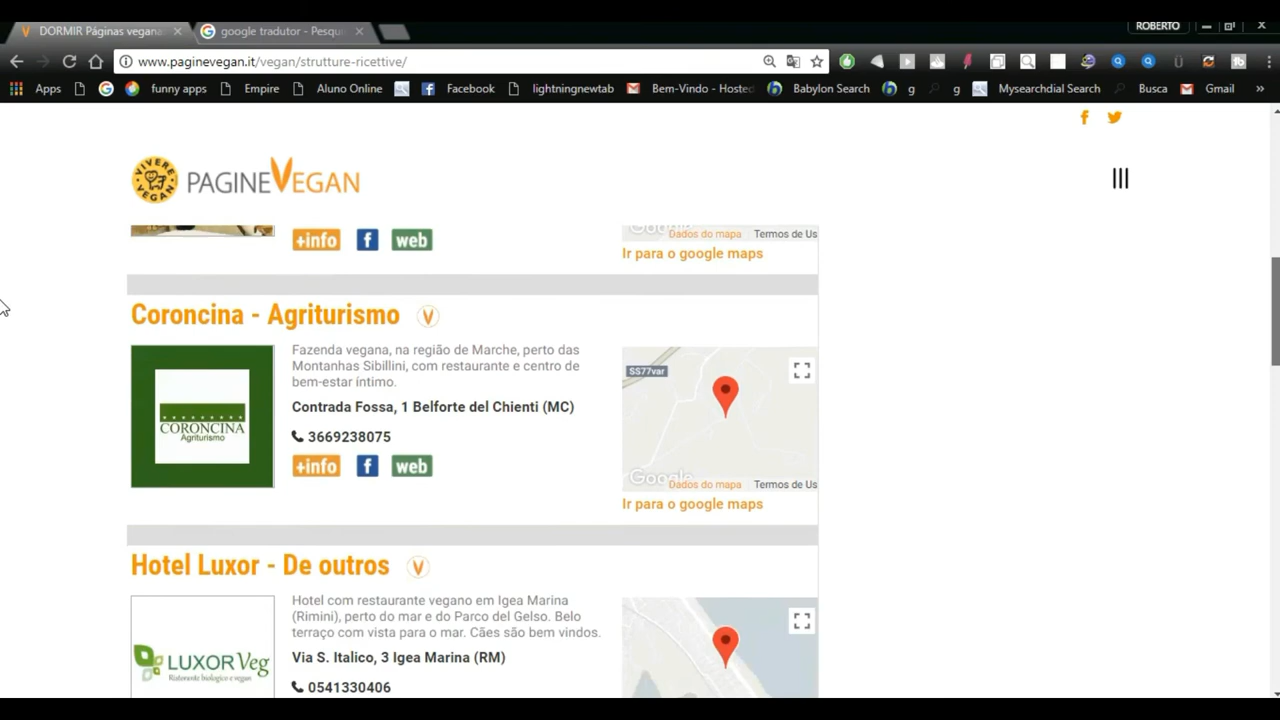 DORMIR Páginas vegana
google tradutor - Pesqu
ROBERTO
www.paginevegan.it/vegan/strutture-ricettive/
Apps
funny apps
Empire
Aluno Online
Facebook
lightningnewtab
Bem-Vindo - Hosted
Babylon Search
g
g
Mysearchdial Search
Busca
Gmail
»
VIVERE VEGAN
PAGINEVEGAN
+info
f
web
Dados do mapa
Termos de Us
Ir para o google maps
Coroncina - Agriturismo
Fazenda vegana, na região de Marche, perto das
Montanhas Sibillini, com restaurante e centro de
bem-estar íntimo.
Contrada Fossa, 1 Belforte del Chienti (MC)
3669238075
+info
f
web
CORONCINA
Agriturismo
SS77var
Google
Dados do mapa
Termos de Us
Ir para o google maps
Hotel Luxor - De outros
Hotel com restaurante vegano em Igea Marina
(Rimini), perto do mar e do Parco del Gelso. Belo
terraço com vista para o mar. Cães são bem vindos.
Via S. Italico, 3 Igea Marina (RM)
0541330406
LUXOR Veg
Ristorante biologico e vegan